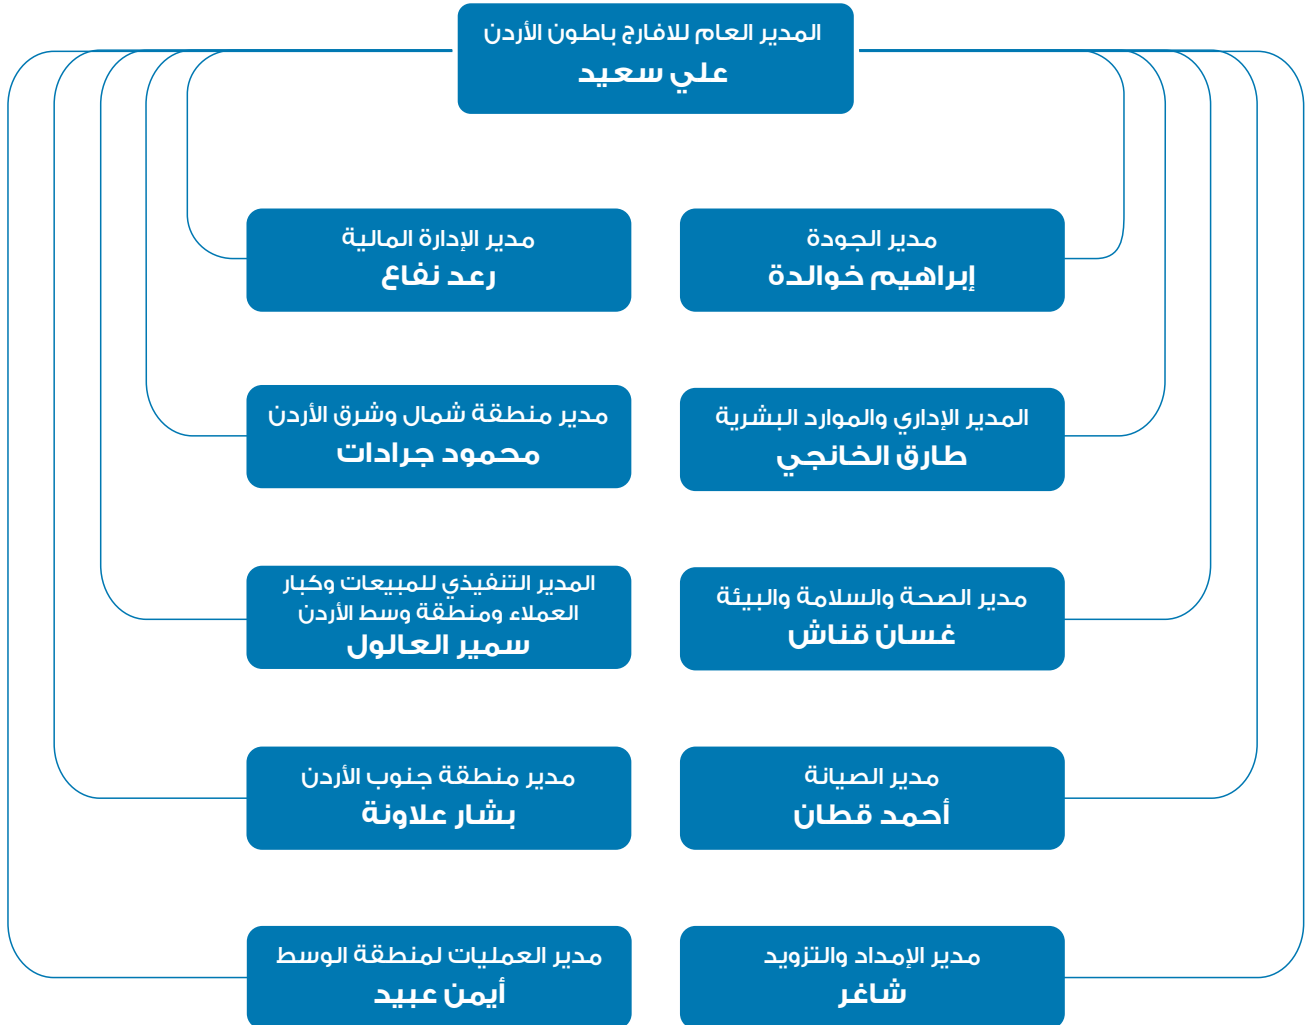 المدير العام للافارج باطون الأردن
علي سعيد
مدير الجودة
إبراهيم خوالدة
مدير الإدارة المالية
رعد نفاع
المدير الإداري والموارد البشرية
طارق الخانجي
مدير منطقة شمال وشرق الأردن
محمود جرادات
مدير الصحة والسلامة والبيئة
غسان قناش
المدير التنفيذي للمبيعات وكبار
العملاء ومنطقة وسط الأردن
سمير العالول
مدير الصيانة
أحمد قطان
مدير منطقة جنوب الأردن
بشار علاونة
مدير الإمداد والتزويد
شاغر
مدير العمليات لمنطقة الوسط
أيمن عبيد